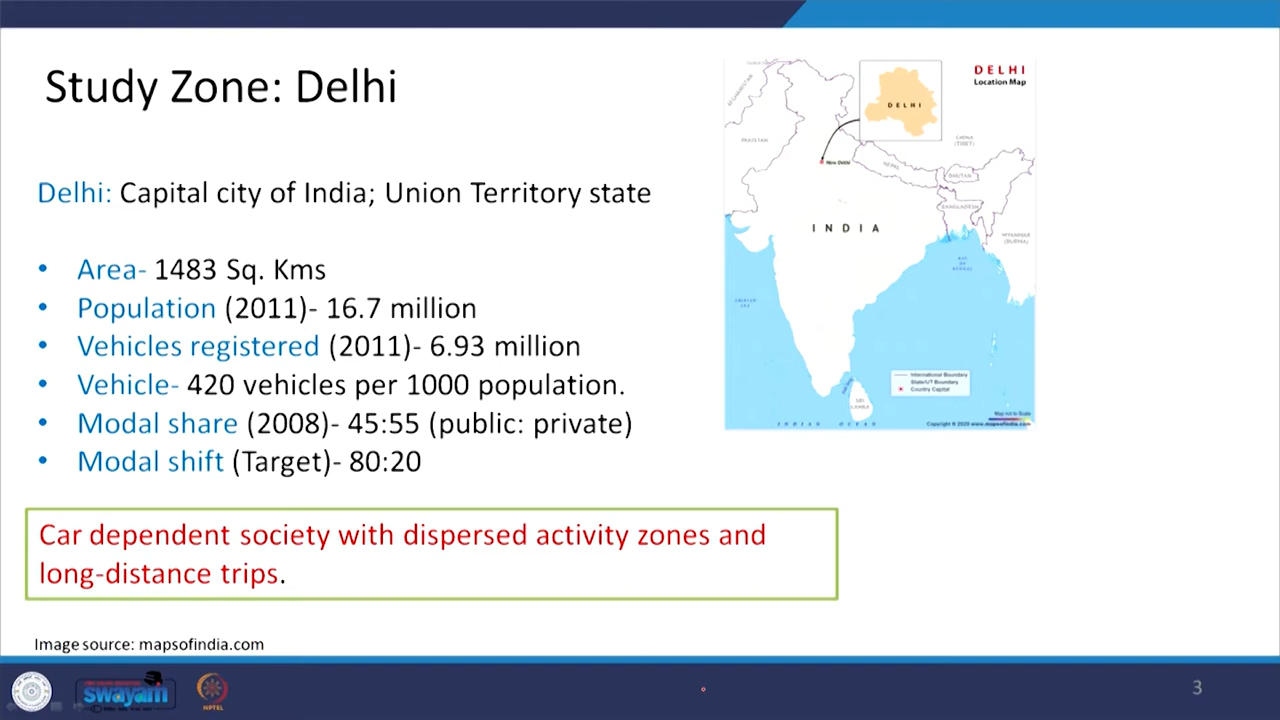 Study Zone: Delhi
Delhi: Capital city of India; Union Territory state
• Area- 1483 Sq. Kms
• Population (2011)- 16.7 million
• Vehicles registered (2011)- 6.93 million
• Vehicle- 420 vehicles per 1000 population.
• Modal share (2008)- 45:55 (public: private)
• Modal shift (Target)- 80:20
Car dependent society with dispersed activity zones and
long-distance trips.
Image source: mapsofindia.com
DELHI
Location Map
DELHI
AFGHANISTAN
PAKISTAN
CHINA
(TIBET)
New Delhi
NEPAL
BHUTAN
BANGLADESH
INDIA
MYANMAR
(BURMA)
BAY
OF
BENGAL
ARABIAN
SEA
International Boundary
State/UT Boundary
Country Capital
SRI
LANKA
Map not to Scale
INDIAN OCEAN
Copyright © 2020 www.mapsofindia.com
swayam
NPTEL
3